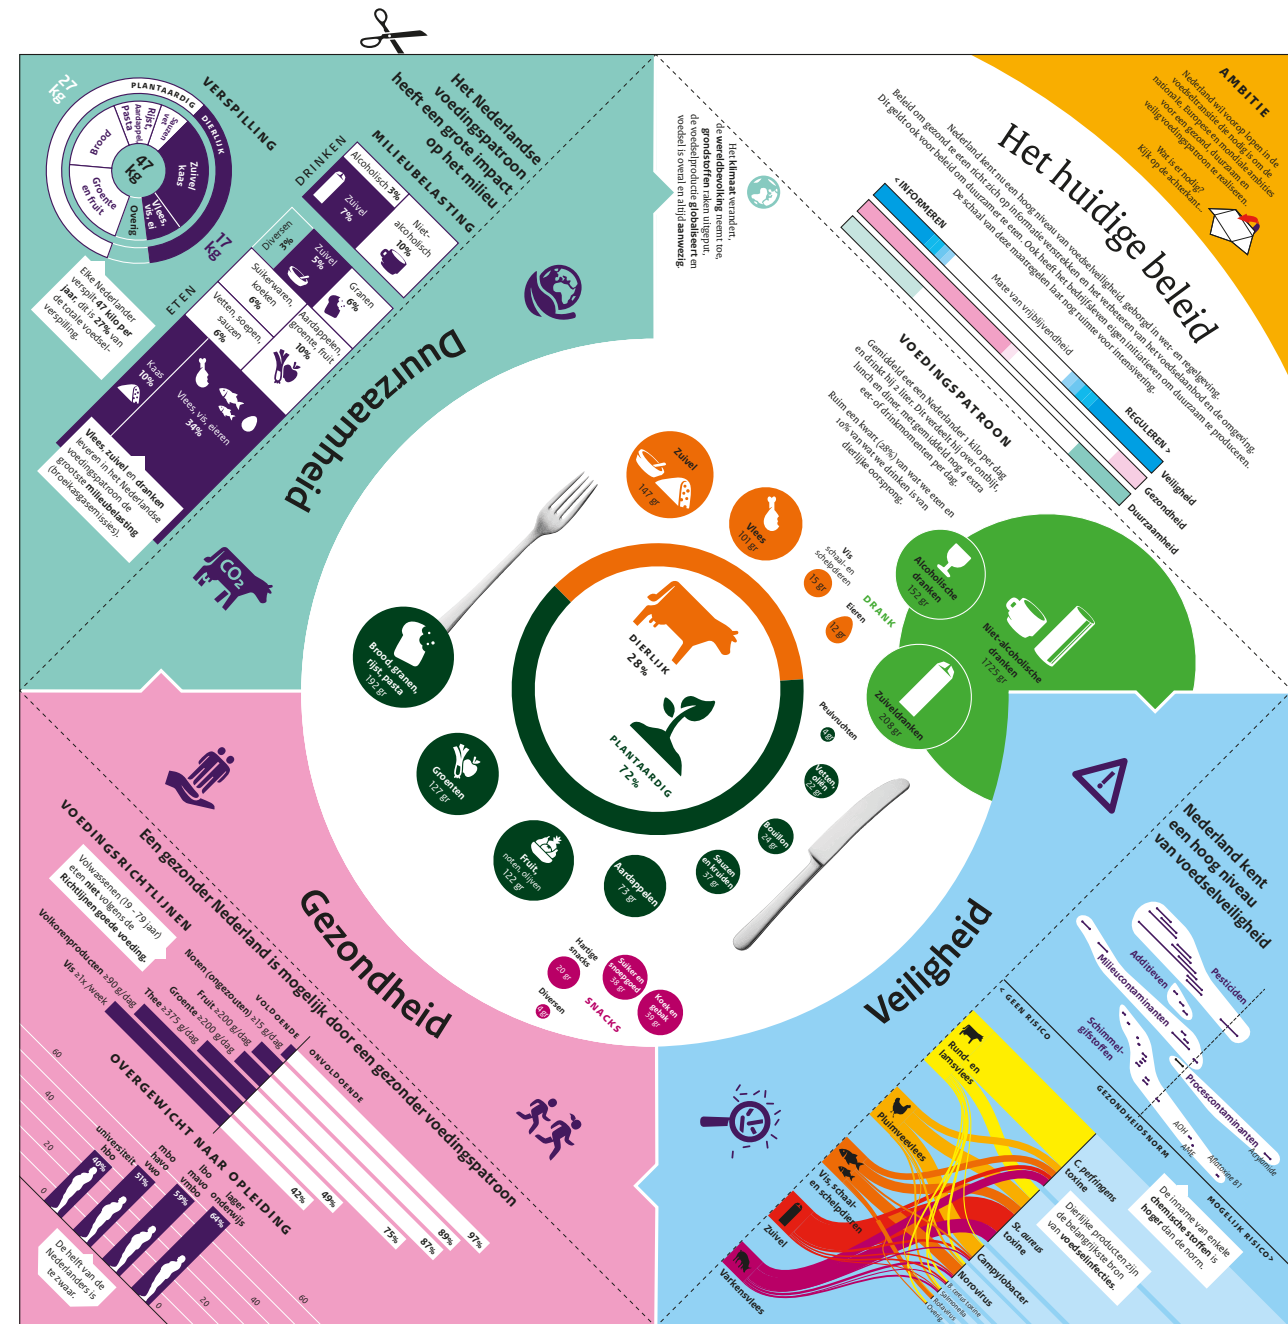 27
kg
PLANTAARDIG
DIERLIJK
Brood
Rijst,
Pasta
Aardappel
Sauzen
vet
Zuivel
kaas
47
kg
Groente
en fruit
Overig
Vlees,
vis, ei
17
kg
VERSPILLING
Elke Nederlander
verspilt 47 kilo per
jaar, dit is 27% van
de totale voedsel-
verspilling.
Het Nederlandse
voedingspatroon
heeft een grote impact
op het milieu
MILIEUBELASTING
DRINKEN
Alcoholisch 3%
Zuivel
7%
Niet-
alcoholisch
10%
ETEN
Diversen
3%
Zuivel
5%
Granen
6%
Suikerwaren,
koeken
6%
Aardappelen,
groente, fruit
10%
Vetten, soepen,
sauzen
6%
Kaas
10%
Vlees, vis, eieren
34%
Vlees, zuivel en dranken
leveren in het Nederlandse
voedingspatroon de
grootste milieubelasting
(broeikasgasemissies).
Duurzaamheid
CO2
Het klimaat verandert,
de wereldbevolking neemt toe,
grondstoffen raken uitgeput,
de voedselproductie globaliseert en
voedsel is overal en altijd aanwezig.
AMBITIE
Nederland wil voorop lopen in de
voedseltransitie die nodig is om de
nationale, Europese en mondiale ambities
voor een gezond, duurzaam en
veilig voedingspatroon te realiseren.
Wat is er nodig?
Kijk op de achterkant...
Het huidige beleid
Nederland kent nu een hoog niveau van voedselveiligheid, geborgd in wet- en regelgeving.
Beleid om gezond te eten richt zich op informatie verstrekken en het verbeteren van het voedselaanbod en de omgeving.
Dit geldt ook voor beleid om duurzamer te eten. Ook heeft het bedrijfsleven eigen initiatieven om duurzaam te produceren.
De schaal van deze maatregelen laat nog ruimte voor intensivering.
< INFORMEREN
Mate van vrijblijvendheid
REGULEREN >
Veiligheid
Gezondheid
Duurzaamheid
VOEDINGSPATROON
Gemiddeld eet een Nederlander 1 kilo per dag
en drinkt hij 2 liter. Dit verdeelt hij over ontbijt,
lunch en diner, met gemiddeld nog 4 extra
eet- of drinkmomenten per dag.
Ruim een kwart (28%) van wat we eten en
10% van wat we drinken is van
dierlijke oorsprong.
Zuivel
147 gr
Vlees
101 gr
Vis
schaal- en
schelpdieren
15 gr
Eieren
12 gr
DRANK
Alcoholische
dranken
152 gr
Niet-alcoholische
dranken
1725 gr
Zuiveldranken
208 gr
DIERLIJK
28%
PLANTAARDIG
72%
Brood, granen,
rijst, pasta
192 gr
Groenten
127 gr
Fruit,
noten, olijven
122 gr
Aardappelen
73 gr
Sauzen
en kruiden
37 gr
Bouillon
24 gr
Vetten,
oliën
22 gr
Peulvruchten
4 gr
Hartige
snacks
20 gr
Suiker en
snoepgoed
38 gr
Koek en
gebak
39 gr
Diversen
4 gr
SNACKS
Gezondheid
Een gezonder Nederland is mogelijk door een gezonder voedingspatroon
VOEDINGSRICHTLIJNEN
Volwassenen (19 - 79 jaar)
eten niet volgens de
Richtlijnen goede voeding.
VOLDOENDE
ONVOLDOENDE
Noten (ongezouten) ≥15 g/dag
Fruit ≥200 g/dag
Groente ≥200 g/dag
Thee ≥375 g/dag
Volkorenproducten ≥90 g/dag
Vis ≥1x/week
97%
89%
87%
75%
49%
42%
OVERGEWICHT NAAR OPLEIDING
60
40
20
0
universiteit
hbo
40%
mbo
havo
vwo
51%
lbo
mavo
vmbo
59%
lager
onderwijs
64%
0
20
40
60
De helft van de
Nederlanders is
te zwaar.
Veiligheid
Nederland kent
een hoog niveau
van voedselveiligheid
Pesticiden
Additieven
Milieucontaminanten
Schimmel-
gifstoffen
Procescontaminanten
AOH
AME
Aflatoxine B1
Acrylamide
< GEEN RISICO
GEZONDHEIDSNORM
MOGELIJK RISICO>
De inname van enkele
chemische stoffen is
hoger dan de norm.
Rund- en
lamsvlees
Pluimveevlees
Vis, schaal-
en schelpdieren
Zuivel
Varkensvlees
C. perfringens
toxine
St. aureus
toxine
Campylobacter
Norovirus
B. cereus toxine
Salmonella
Rotavirus
Overig
Dierlijke producten zijn
de belangrijkste bron
van voedselinfecties.